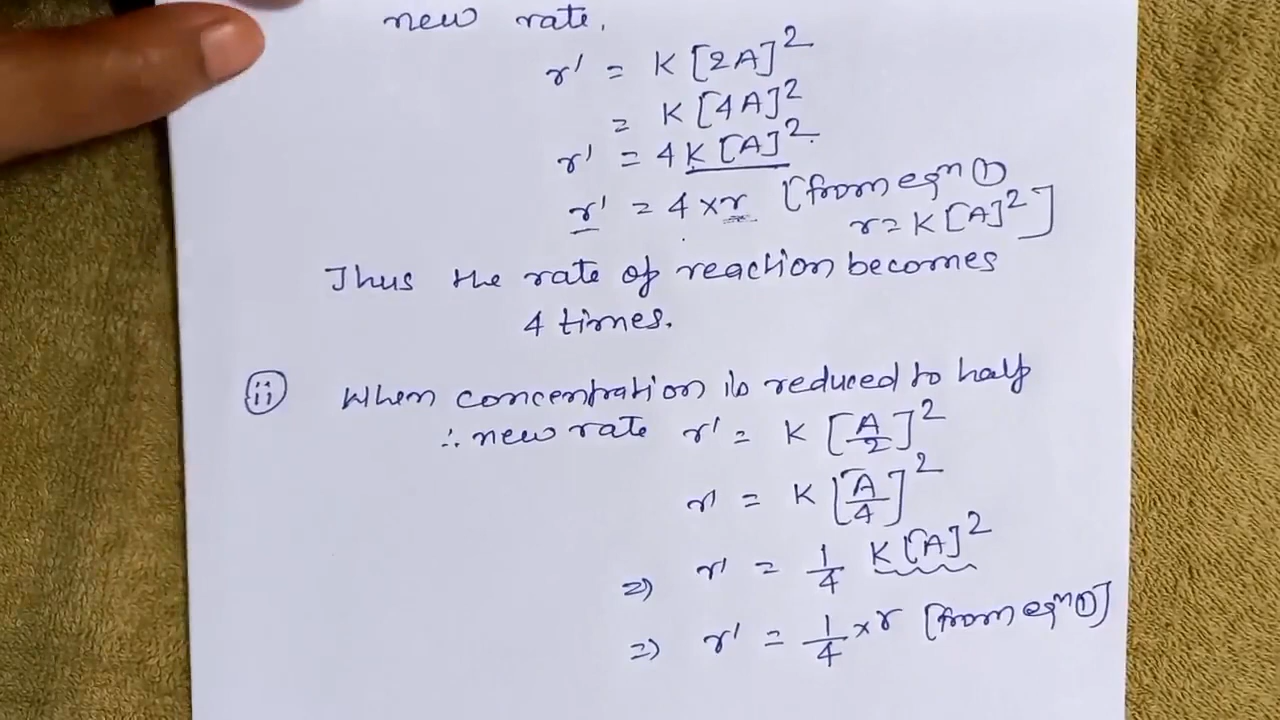 new rate.
r' = K[2A]²
= K[4A]²
r' = 4 K[A]²
r' = 4 × r [from eqⁿ ①
r = K[A]²]
Thus the rate of reaction becomes
4 times.
ⅱ When concentration is reduced to half
∴ new rate r' = K [A/2]²
r' = K [A/4]²
⇒ r' = 1/4 K[A]²
⇒ r' = 1/4 × r [from eqⁿ ①]